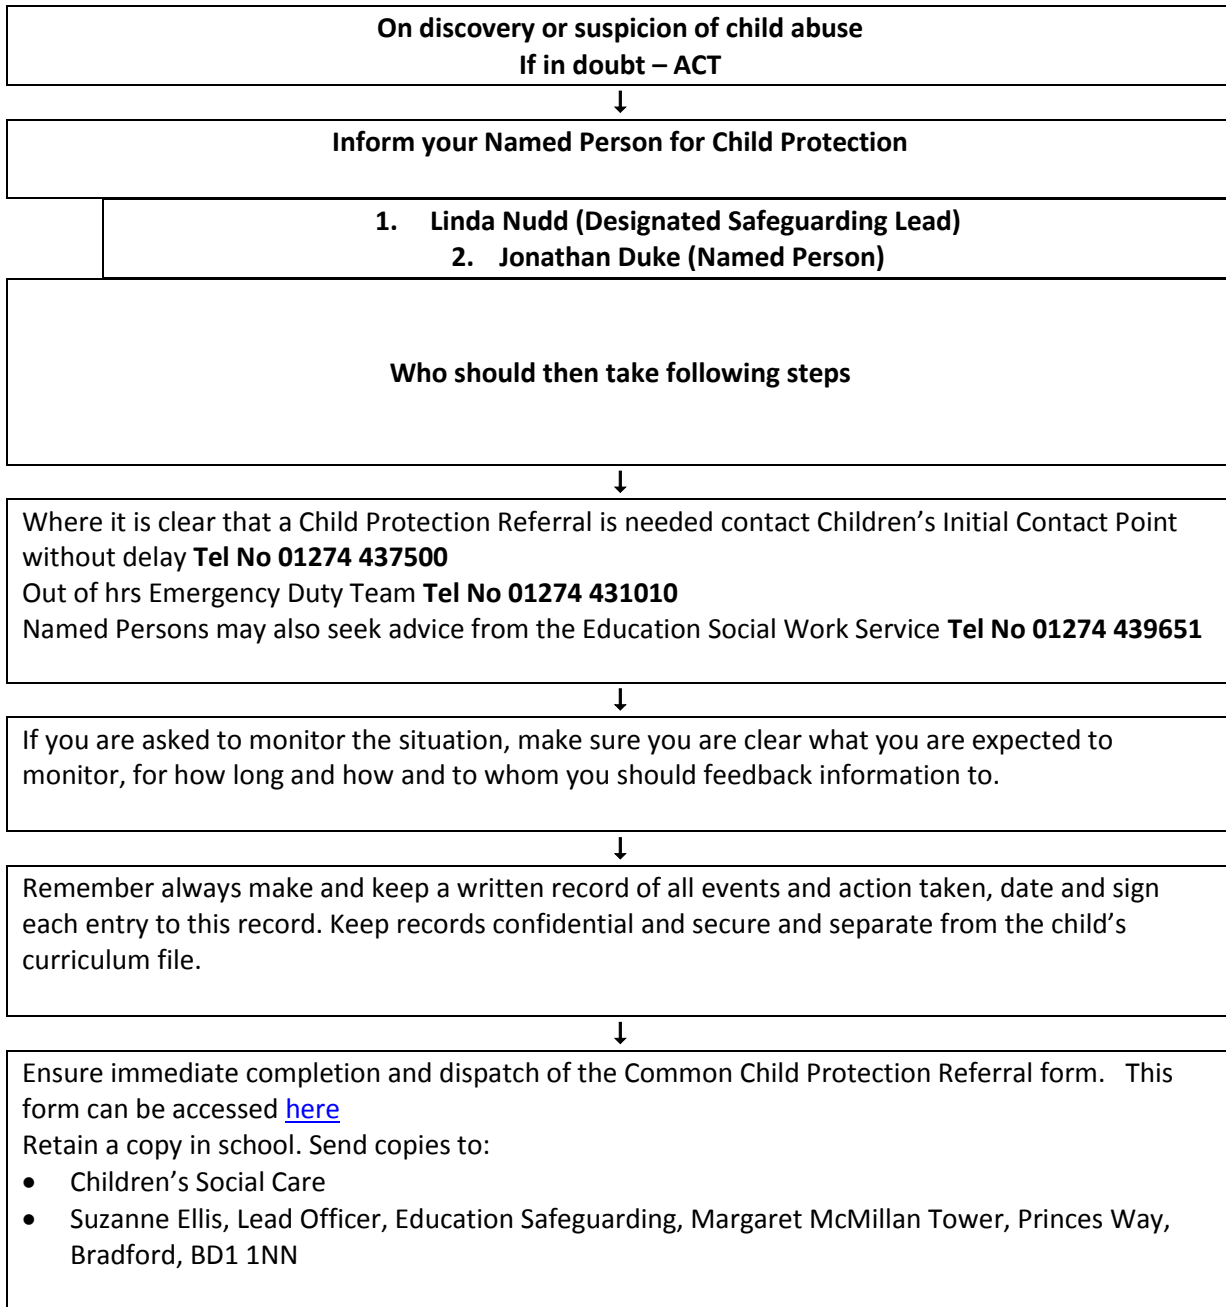 On discovery or suspicion of child abuse
If in doubt – ACT
↓
Inform your Named Person for Child Protection
1. Linda Nudd (Designated Safeguarding Lead)
2. Jonathan Duke (Named Person)
Who should then take following steps
↓
Where it is clear that a Child Protection Referral is needed contact Children’s Initial Contact Point
without delay Tel No 01274 437500
Out of hrs Emergency Duty Team Tel No 01274 431010
Named Persons may also seek advice from the Education Social Work Service Tel No 01274 439651
↓
If you are asked to monitor the situation, make sure you are clear what you are expected to
monitor, for how long and how and to whom you should feedback information to.
↓
Remember always make and keep a written record of all events and action taken, date and sign
each entry to this record. Keep records confidential and secure and separate from the child’s
curriculum file.
↓
Ensure immediate completion and dispatch of the Common Child Protection Referral form. This
form can be accessed here
Retain a copy in school. Send copies to:
• Children’s Social Care
• Suzanne Ellis, Lead Officer, Education Safeguarding, Margaret McMillan Tower, Princes Way,
Bradford, BD1 1NN